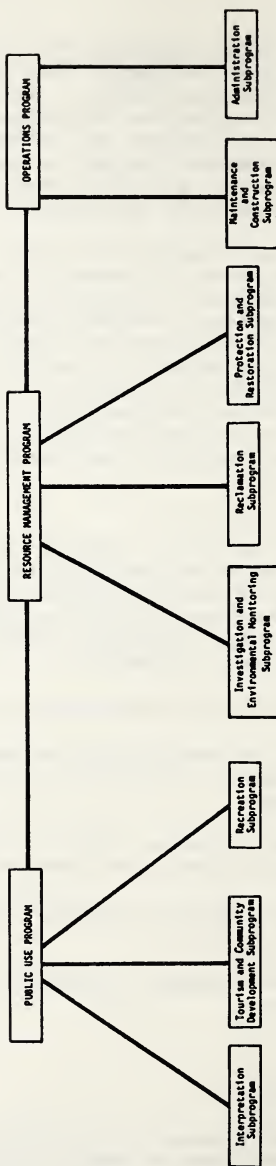 PUBLIC USE PROGRAM
RESOURCE MANAGEMENT PROGRAM
OPERATIONS PROGRAM
Interpretation
Subprogram
Tourism and Community
Development Subprogram
Recreation
Subprogram
Investigation and
Environmental Monitoring
Subprogram
Reclamation
Subprogram
Protection and
Restoration Subprogram
Maintenance
and
Construction
Subprogram
Administration
Subprogram